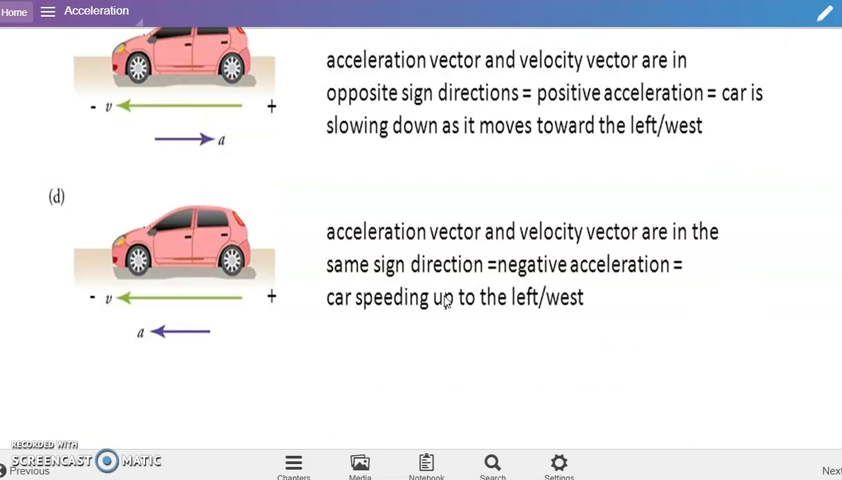 Home
Acceleration
acceleration vector and velocity vector are in
opposite sign directions = positive acceleration = car is
slowing down as it moves toward the left/west
- v +
a
(d)
acceleration vector and velocity vector are in the
same sign direction =negative acceleration =
car speeding up to the left/west
- v +
a
RECORDED WITH
SCREENCAST MATIC
Previous
Chapters
Media
Notebook
Search
Settings
Next